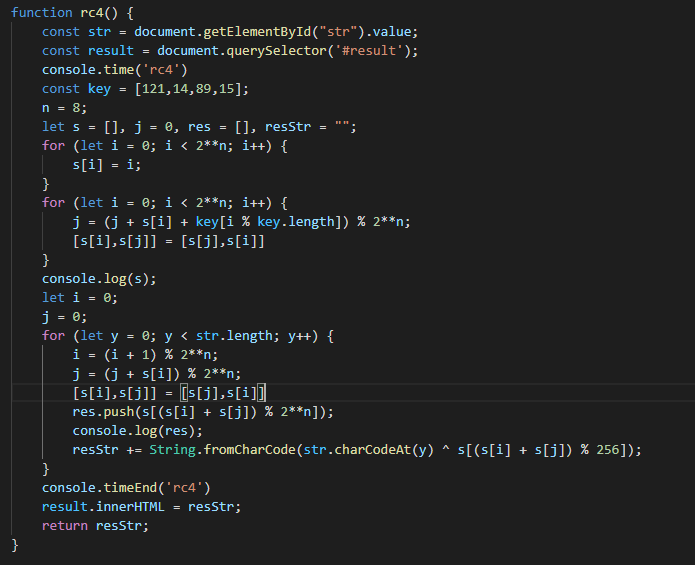 function rc4() {
    const str = document.getElementById("str").value;
    const result = document.querySelector('#result');
    console.time('rc4')
    const key = [121,14,89,15];
    n = 8;
    let s = [], j = 0, res = [], resStr = "";
    for (let i = 0; i < 2**n; i++) {
        s[i] = i;
    }
    for (let i = 0; i < 2**n; i++) {
        j = (j + s[i] + key[i % key.length]) % 2**n;
        [s[i],s[j]] = [s[j],s[i]]
    }
    console.log(s);
    let i = 0;
    j = 0;
    for (let y = 0; y < str.length; y++) {
        i = (i + 1) % 2**n;
        j = (j + s[i]) % 2**n;
        [s[i],s[j]] = [s[j],s[i]]
        res.push(s[(s[i] + s[j]) % 2**n]);
        console.log(res);
        resStr += String.fromCharCode(str.charCodeAt(y) ^ s[(s[i] + s[j]) % 256]);
    }
    console.timeEnd('rc4')
    result.innerHTML = resStr;
    return resStr;
}